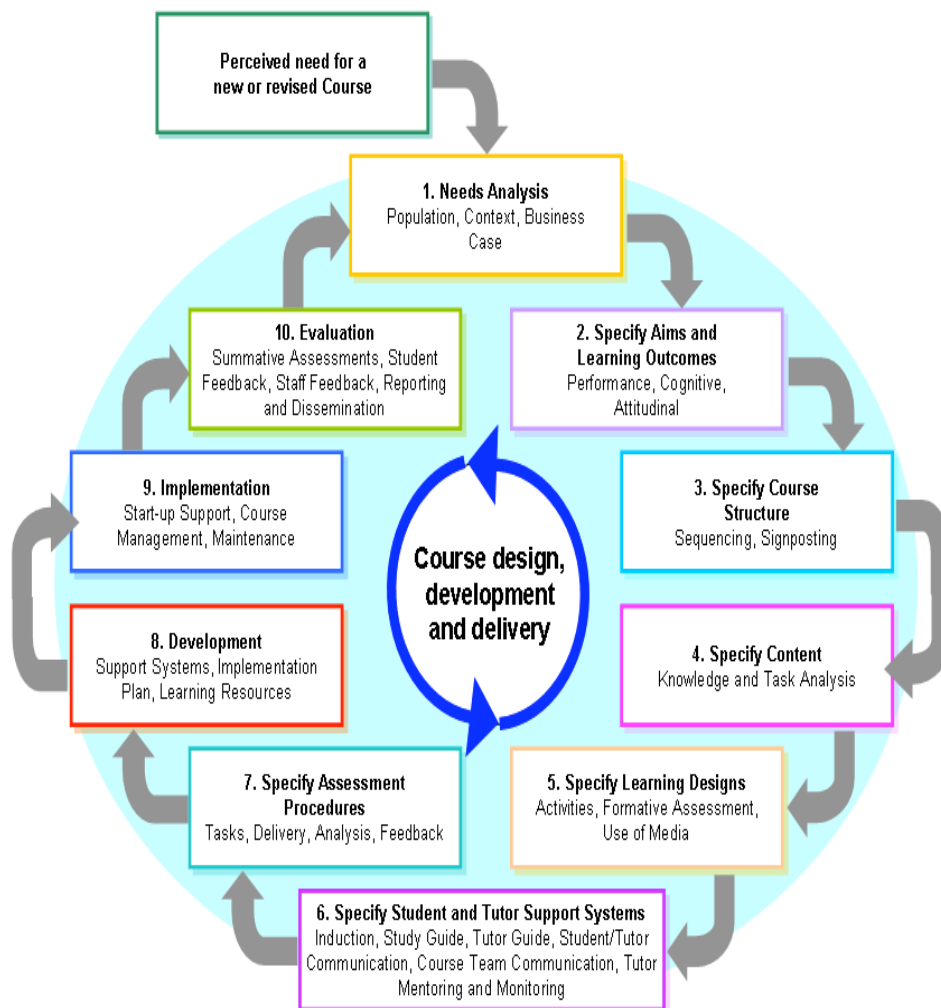 Perceived need for a
new or revised Course
1. Needs Analysis
Population, Context, Business
Case
2. Specify Aims and
Learning Outcomes
Performance, Cognitive,
Attitudinal
3. Specify Course
Structure
Sequencing, Signposting
4. Specify Content
Knowledge and Task Analysis
5. Specify Learning Designs
Activities, Formative Assessment,
Use of Media
6. Specify Student and Tutor Support Systems
Induction, Study Guide, Tutor Guide, Student/Tutor
Communication, Course Team Communication, Tutor
Mentoring and Monitoring
7. Specify Assessment
Procedures
Tasks, Delivery, Analysis, Feedback
8. Development
Support Systems, Implementation
Plan, Learning Resources
9. Implementation
Start-up Support, Course
Management, Maintenance
10. Evaluation
Summative Assessments, Student
Feedback, Staff Feedback, Reporting
and Dissemination
Course design,
development
and delivery